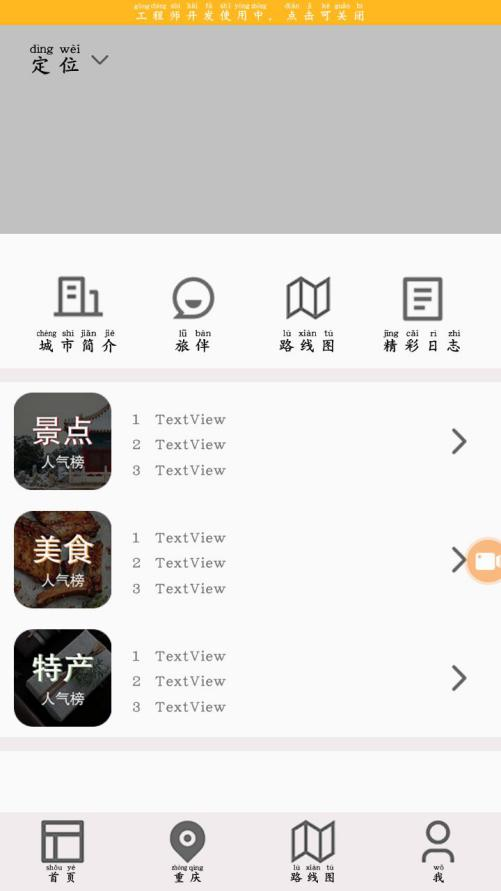 gōng chéng shī kāi fā shǐ yòng zhōng diǎn jī kě guān bì
工程师开发使用中，点击可关闭
dìng wèi
定位
chéng shì jiǎn jiè lǚ bàn lù xiàn tú jīng cǎi rì zhì
城市简介 旅伴 路线图 精彩日志
景点
人气榜
1 TextView
2 TextView
3 TextView
美食
人气榜
1 TextView
2 TextView
3 TextView
特产
人气榜
1 TextView
2 TextView
3 TextView
shǒu yè zhòng qìng lù xiàn tú wǒ
首页 重庆 路线图 我